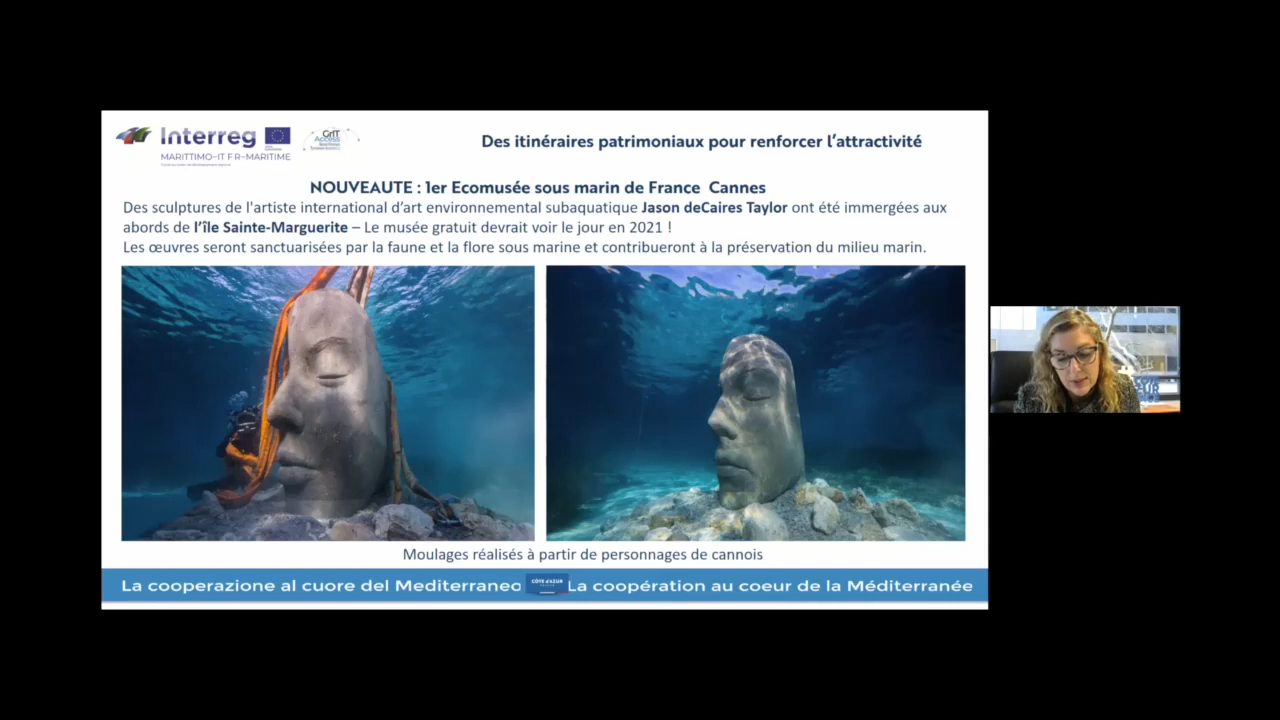 Interreg
MARITTIMO-IT FR-MARITIME
GrIT
Access
Des itinéraires patrimoniaux pour renforcer l'attractivité
NOUVEAUTE : 1er Ecomusée sous marin de France Cannes
Des sculptures de l'artiste international d'art environnemental subaquatique Jason deCaires Taylor ont été immergées aux
abords de l'île Sainte-Marguerite – Le musée gratuit devrait voir le jour en 2021 !
Les œuvres seront sanctuarisées par la faune et la flore sous marine et contribueront à la préservation du milieu marin.
Moulages réalisés à partir de personnages de cannois
La cooperazione al cuore del Mediterraneo
CÔTE d'AZUR
La coopération au coeur de la Méditerranée